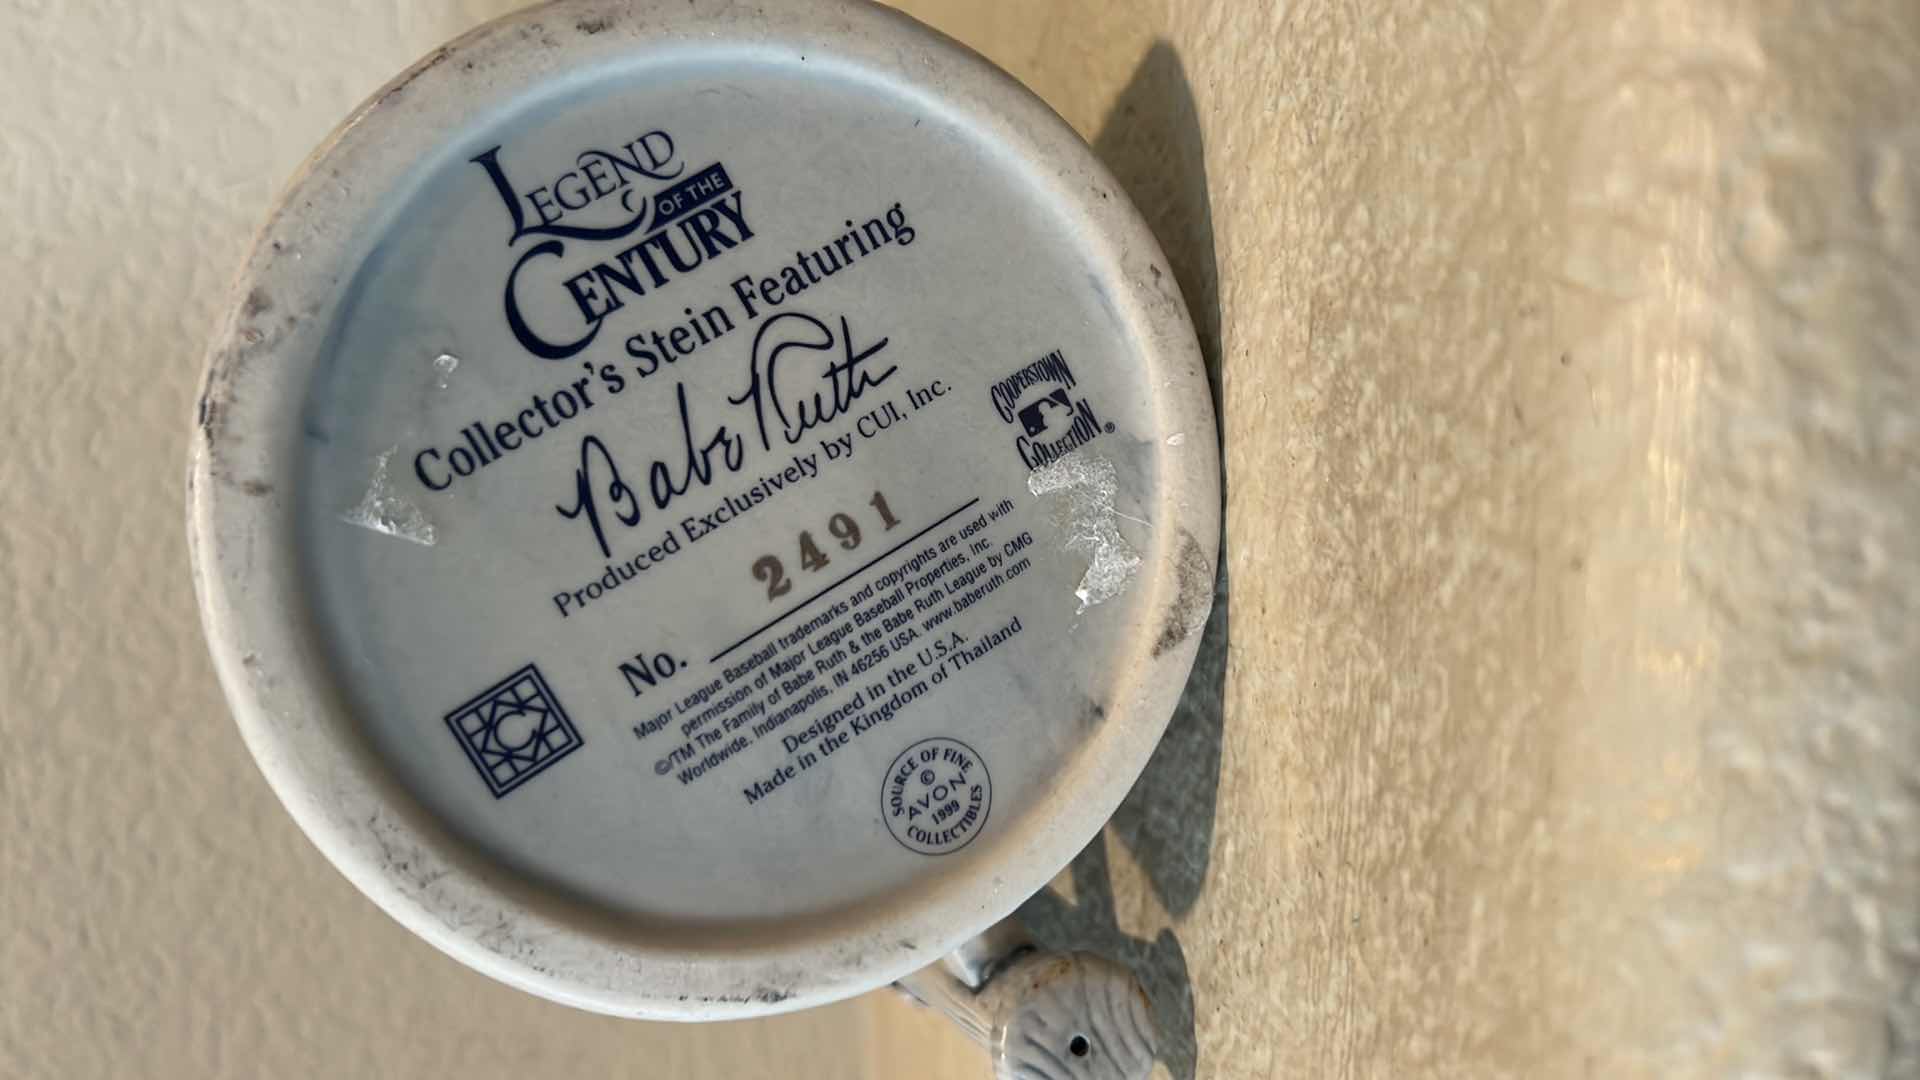 LEGEND
OF THE
CENTURY
Collector's Stein Featuring
Babe Ruth
Produced Exclusively by CUI, Inc.
COOPERSTOWN
COLLECTION®
2491
No.
Major League Baseball trademarks and copyrights are used with
permission of Major League Baseball Properties, Inc.
©/TM The Family of Babe Ruth & the Babe Ruth League by CMG
Worldwide, Indianapolis, IN 46256 USA. www.baberuth.com
Designed in the U.S.A.
Made in the Kingdom of Thailand
C
SOURCE OF FINE
©
AVON
1999
COLLECTIBLES